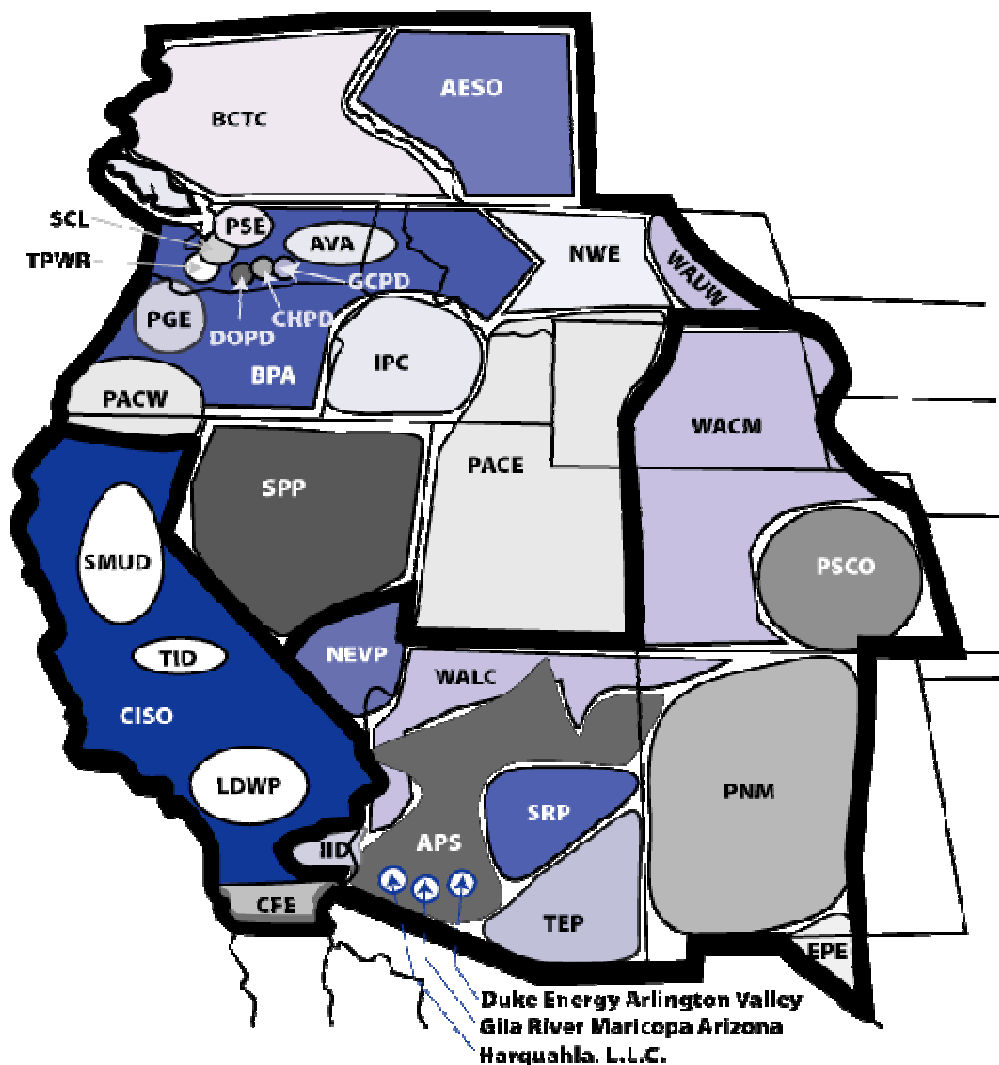 AESO
BCTC
SCL
PSE
AVA
NWE
TPWR
WAUW
GCPD
PGE
CHPD
DOPD
IPC
BPA
PACW
WACM
PACE
SPP
SMUD
PSCO
TID
NEVP
WALC
CISO
LDWP
PNM
SRP
IID
APS
CFE
TEP
EPE
Duke Energy Arlington Valley
Gila River Maricopa Arizona
Harquahla, L.L.C.